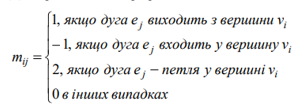 1, якщо дуга e_j виходить з вершини v_i
−1, якщо дуга e_j входить у вершину v_i
m_ij =
2, якщо дуга e_j − петля у вершині v_i
0 в інших випадках